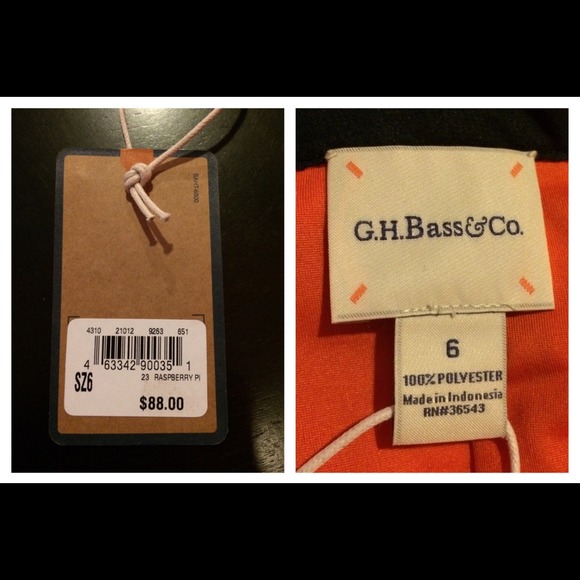 4310 21012 9263 651
4 63342 90035 1
SZ6
23 RASPBERRY PI
$88.00
G.H.Bass&Co.
6
100% POLYESTER
Made in Indonesia
RN#36543